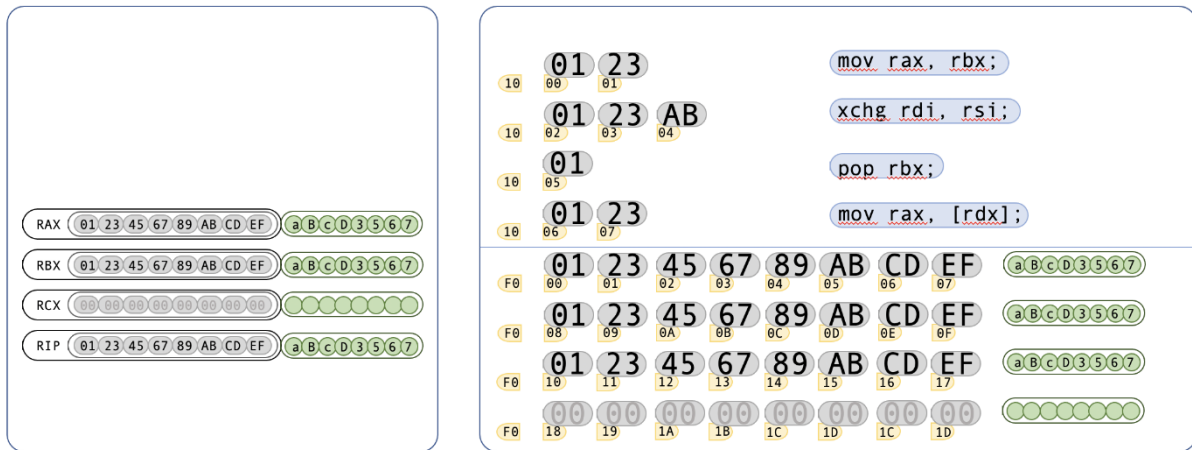 RAX 01 23 45 67 89 AB CD EF a B c D 3 5 6 7
RBX 01 23 45 67 89 AB CD EF a B c D 3 5 6 7
RCX 00 00 00 00 00 00 00 00
RIP 01 23 45 67 89 AB CD EF a B c D 3 5 6 7
01 23 mov rax, rbx;
10 00 01
01 23 AB xchg rdi, rsi;
10 02 03 04
01 pop rbx;
10 05
01 23 mov rax, [rdx];
10 06 07
01 23 45 67 89 AB CD EF a B c D 3 5 6 7
F0 00 01 02 03 04 05 06 07
01 23 45 67 89 AB CD EF a B c D 3 5 6 7
F0 08 09 0A 0B 0C 0D 0E 0F
01 23 45 67 89 AB CD EF a B c D 3 5 6 7
F0 10 11 12 13 14 15 16 17
00 00 00 00 00 00 00 00
F0 18 19 1A 1B 1C 1D 1C 1D